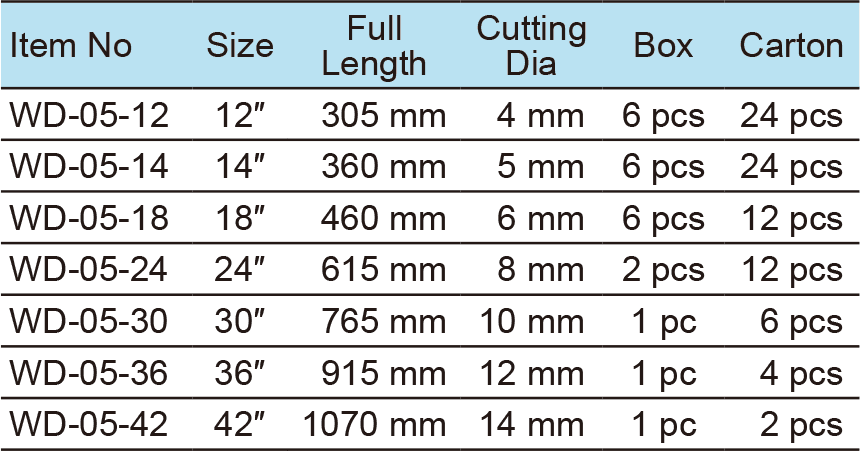 Item No Size Full Length Cutting Dia Box Carton
WD-05-12 12″ 305 mm 4 mm 6 pcs 24 pcs
WD-05-14 14″ 360 mm 5 mm 6 pcs 24 pcs
WD-05-18 18″ 460 mm 6 mm 6 pcs 12 pcs
WD-05-24 24″ 615 mm 8 mm 2 pcs 12 pcs
WD-05-30 30″ 765 mm 10 mm 1 pc 6 pcs
WD-05-36 36″ 915 mm 12 mm 1 pc 4 pcs
WD-05-42 42″ 1070 mm 14 mm 1 pc 2 pcs